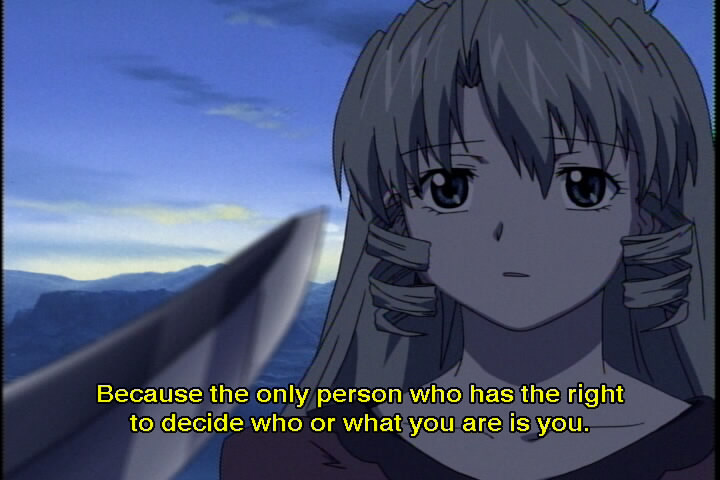 Because the only person who has the right
to decide who or what you are is you.